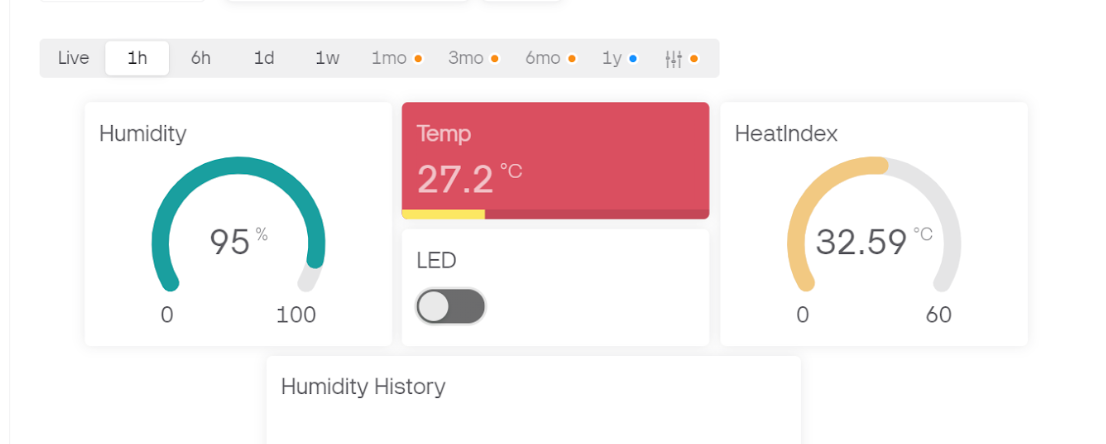 Live 1h 6h 1d 1w 1mo 3mo 6mo 1y
Humidity
95 %
0 100
Temp
27.2 °C
LED
HeatIndex
32.59 °C
0 60
Humidity History